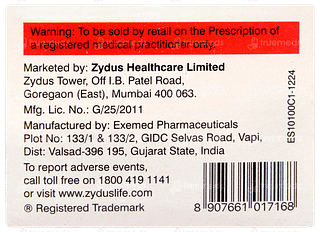 Warning: To be sold by retail on the Prescription of
a registered medical practitioner only.
Marketed by: Zydus Healthcare Limited
Zydus Tower, Off I.B. Patel Road,
Goregaon (East), Mumbai 400 063.
Mfg. Lic. No.: G/25/2011
Manufactured by: Exemed Pharmaceuticals
Plot No: 133/1 & 133/2, GIDC Selvas Road, Vapi,
Dist: Valsad-396 195, Gujarat State, India
To report adverse events,
call toll free on 1800 419 1141
or visit www.zyduslife.com
® Registered Trademark
ES10100C1-1224
8 907661 017168